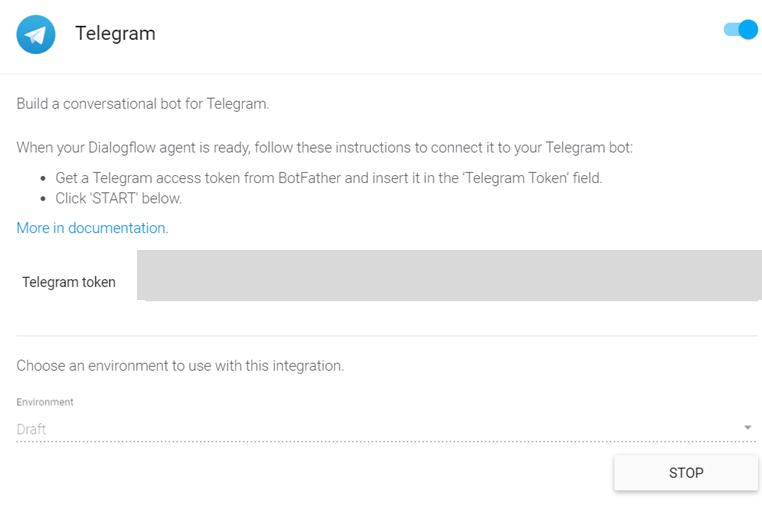 Telegram
Build a conversational bot for Telegram.
When your Dialogflow agent is ready, follow these instructions to connect it to your Telegram bot:
Get a Telegram access token from BotFather and insert it in the 'Telegram Token' field.
Click 'START' below.
More in documentation.
Telegram token
Choose an environment to use with this integration.
Environment
Draft
STOP